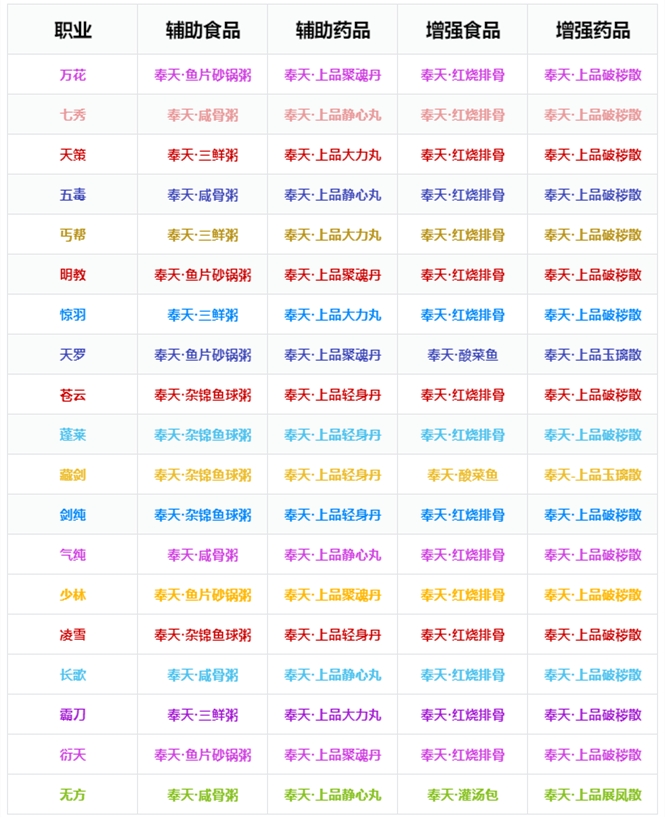 职业 辅助食品 辅助药品 增强食品 增强药品
万花 奉天·鱼片砂锅粥 奉天·上品聚魂丹 奉天·红烧排骨 奉天·上品破秽散
七秀 奉天·咸骨粥 奉天·上品静心丸 奉天·红烧排骨 奉天·上品破秽散
天策 奉天·三鲜粥 奉天·上品大力丸 奉天·红烧排骨 奉天·上品破秽散
五毒 奉天·咸骨粥 奉天·上品静心丸 奉天·红烧排骨 奉天·上品破秽散
丐帮 奉天·三鲜粥 奉天·上品大力丸 奉天·红烧排骨 奉天·上品破秽散
明教 奉天·鱼片砂锅粥 奉天·上品聚魂丹 奉天·红烧排骨 奉天·上品破秽散
惊羽 奉天·三鲜粥 奉天·上品大力丸 奉天·红烧排骨 奉天·上品破秽散
天罗 奉天·鱼片砂锅粥 奉天·上品聚魂丹 奉天·酸菜鱼 奉天·上品玉璃散
苍云 奉天·杂锦鱼球粥 奉天·上品轻身丹 奉天·红烧排骨 奉天·上品破秽散
蓬莱 奉天·杂锦鱼球粥 奉天·上品轻身丹 奉天·红烧排骨 奉天·上品破秽散
藏剑 奉天·杂锦鱼球粥 奉天·上品轻身丹 奉天·酸菜鱼 奉天·上品玉璃散
剑纯 奉天·杂锦鱼球粥 奉天·上品轻身丹 奉天·红烧排骨 奉天·上品破秽散
气纯 奉天·咸骨粥 奉天·上品静心丸 奉天·红烧排骨 奉天·上品破秽散
少林 奉天·鱼片砂锅粥 奉天·上品聚魂丹 奉天·红烧排骨 奉天·上品破秽散
凌雪 奉天·杂锦鱼球粥 奉天·上品轻身丹 奉天·红烧排骨 奉天·上品破秽散
长歌 奉天·咸骨粥 奉天·上品静心丸 奉天·红烧排骨 奉天·上品破秽散
霸刀 奉天·三鲜粥 奉天·上品大力丸 奉天·红烧排骨 奉天·上品破秽散
衍天 奉天·鱼片砂锅粥 奉天·上品聚魂丹 奉天·红烧排骨 奉天·上品破秽散
无方 奉天·咸骨粥 奉天·上品静心丸 奉天·灌汤包 奉天·上品展凤散